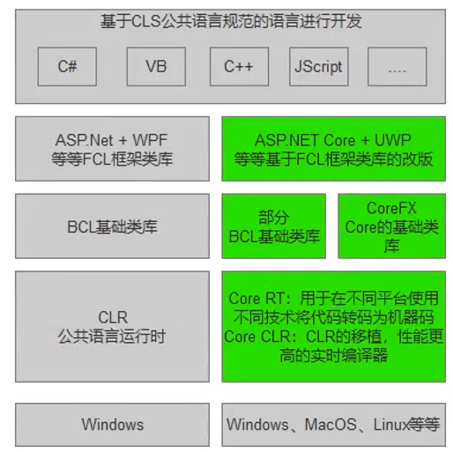 基于CLS公共语言规范的语言进行开发
C#
VB
C++
JScript
....
ASP.Net + WPF
等等FCL框架类库
ASP.NET Core + UWP
等等基于FCL框架类库的改版
BCL基础类库
部分
BCL基础类库
CoreFX
Core的基础类
库
CLR
公共语言运行时
Core RT：用于在不同平台使用
不同技术将代码转码为机器码
Core CLR：CLR的移植，性能更
高的实时编译器
Windows
Windows、MacOS、Linux等等